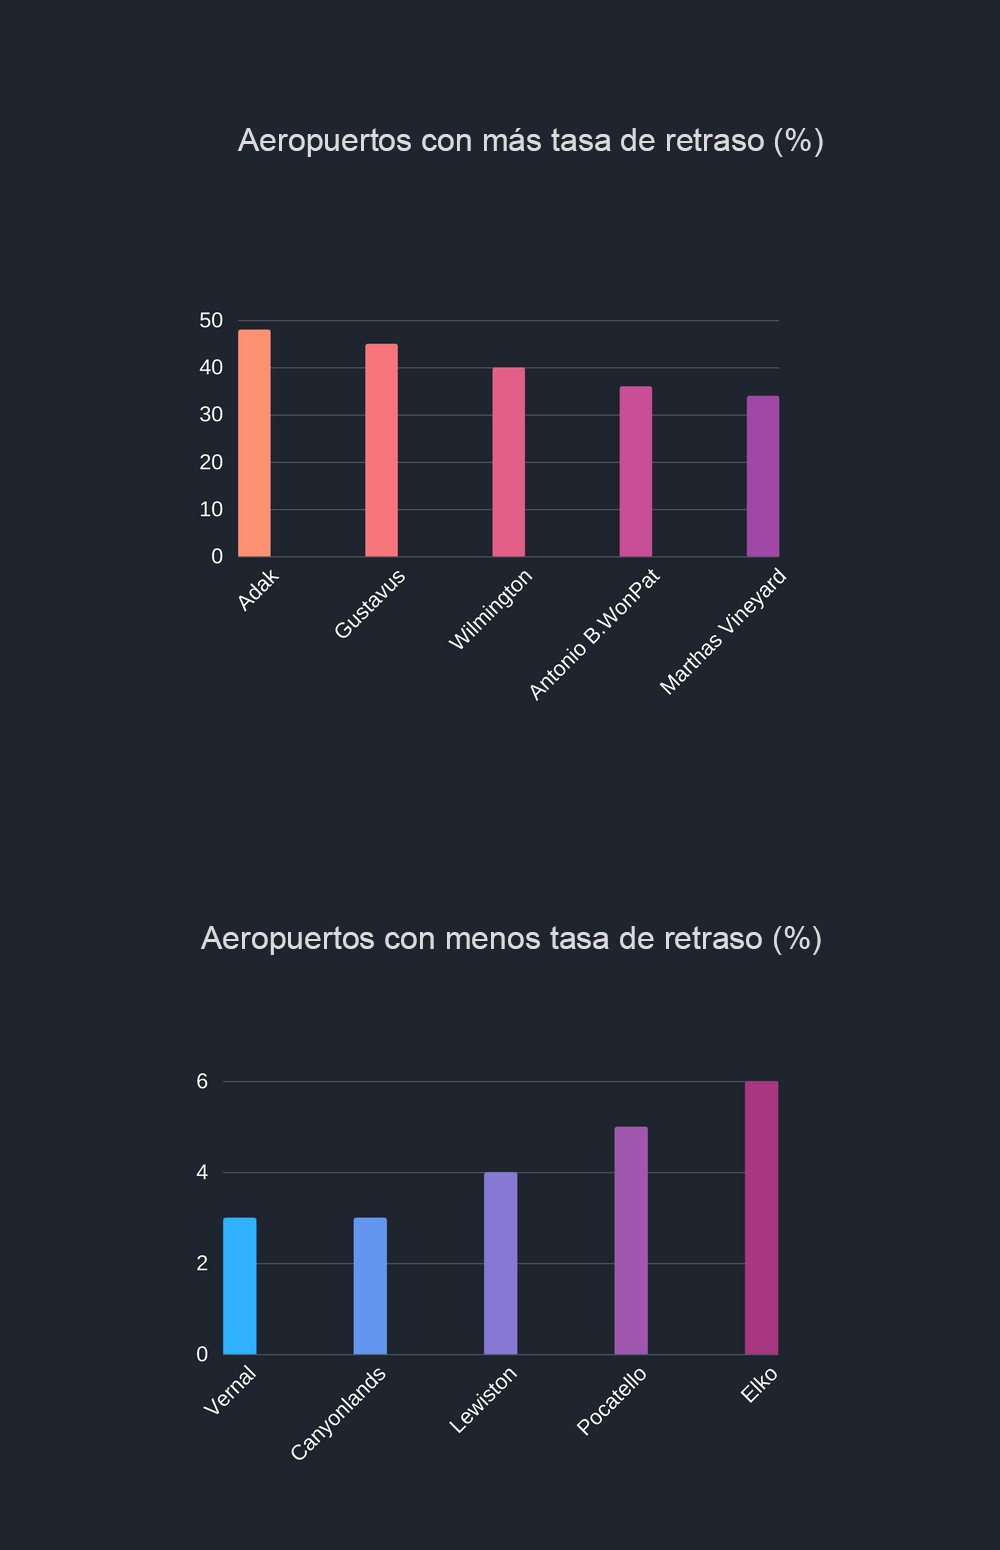 Aeropuertos con más tasa de retraso (%)
50
40
30
20
10
0
Adak
Gustavus
Wilmington
Antonio B.WonPat
Marthas Vineyard
Aeropuertos con menos tasa de retraso (%)
6
4
2
0
Vernal
Canyonlands
Lewiston
Pocatello
Elko